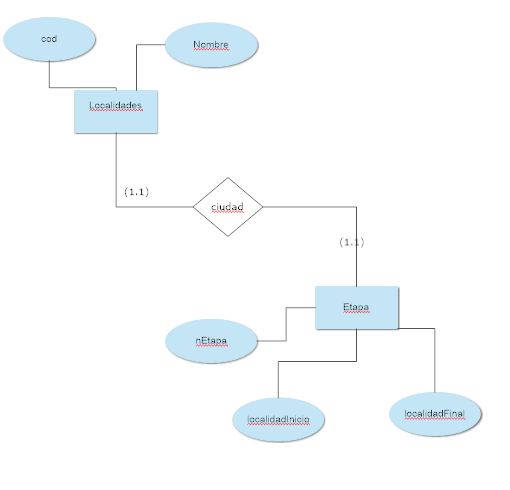 cod
Nombre
Localidades
(1.1)
ciudad
(1.1)
Etapa
nEtapa
localidadInicio
localidadFinal